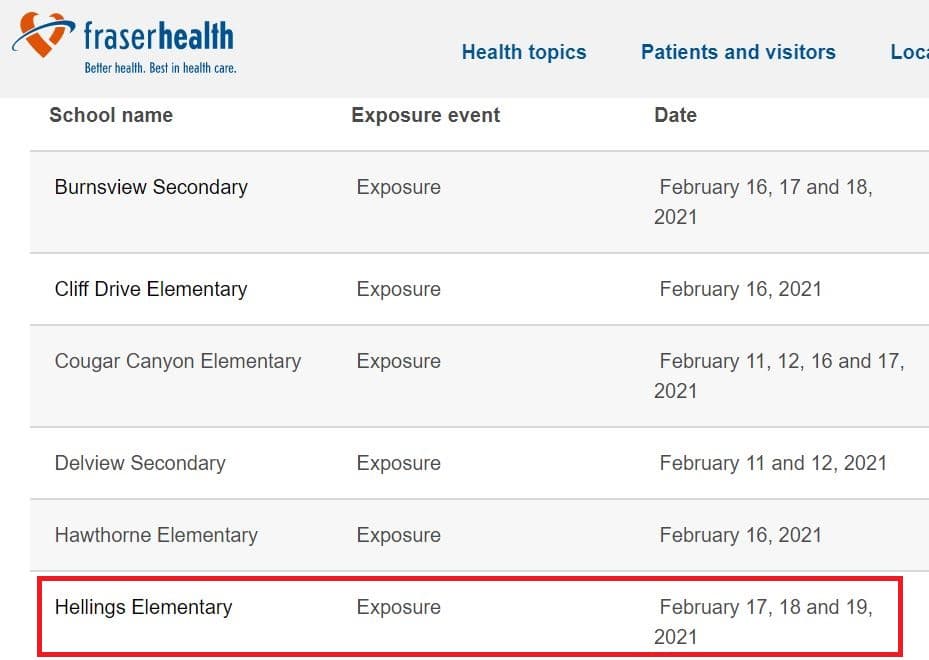 fraserhealth
Better health. Best in health care.
Health topics Patients and visitors Loca
School name Exposure event Date
Burnsview Secondary Exposure February 16, 17 and 18,
2021
Cliff Drive Elementary Exposure February 16, 2021
Cougar Canyon Elementary Exposure February 11, 12, 16 and 17,
2021
Delview Secondary Exposure February 11 and 12, 2021
Hawthorne Elementary Exposure February 16, 2021
Hellings Elementary Exposure February 17, 18 and 19,
2021